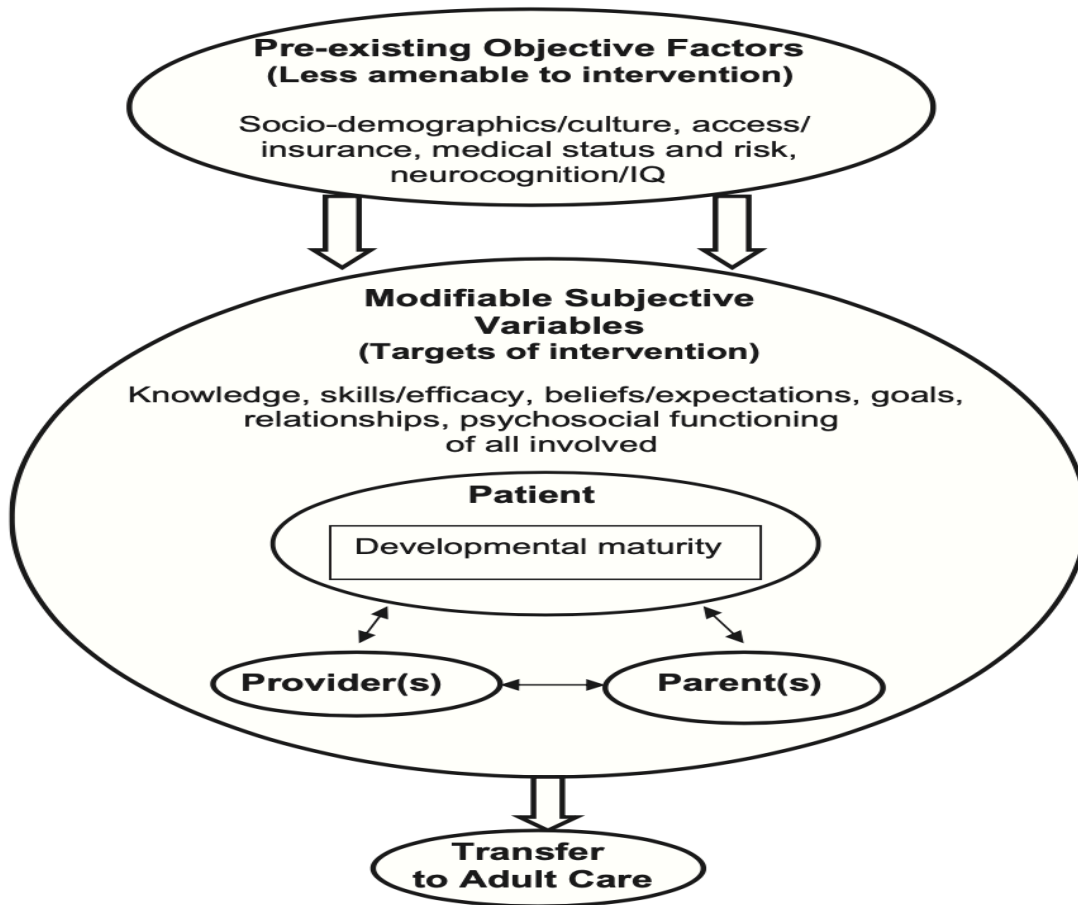 Pre-existing Objective Factors
(Less amenable to intervention)
Socio-demographics/culture, access/
insurance, medical status and risk,
neurocognition/IQ
Modifiable Subjective
Variables
(Targets of intervention)
Knowledge, skills/efficacy, beliefs/expectations, goals,
relationships, psychosocial functioning
of all involved
Patient
Developmental maturity
Provider(s)
Parent(s)
Transfer
to Adult Care